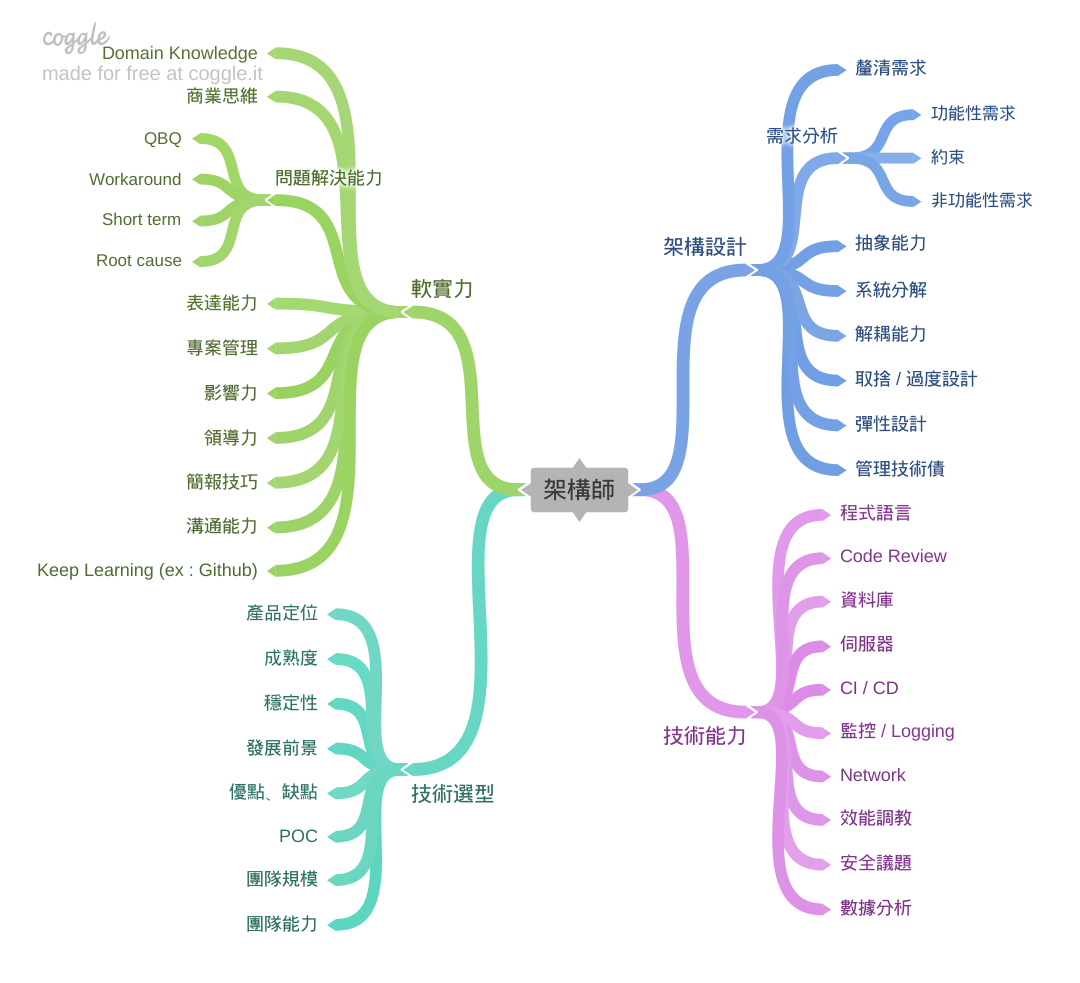 coggle
made for free at coggle.it
架構師
軟實力
Domain Knowledge
商業思維
問題解決能力
QBQ
Workaround
Short term
Root cause
表達能力
專案管理
影響力
領導力
簡報技巧
溝通能力
Keep Learning (ex : Github)
技術選型
產品定位
成熟度
穩定性
發展前景
優點、缺點
POC
團隊規模
團隊能力
架構設計
釐清需求
需求分析
功能性需求
約束
非功能性需求
抽象能力
系統分解
解耦能力
取捨 / 過度設計
彈性設計
管理技術債
技術能力
程式語言
Code Review
資料庫
伺服器
CI / CD
監控 / Logging
Network
效能調教
安全議題
數據分析